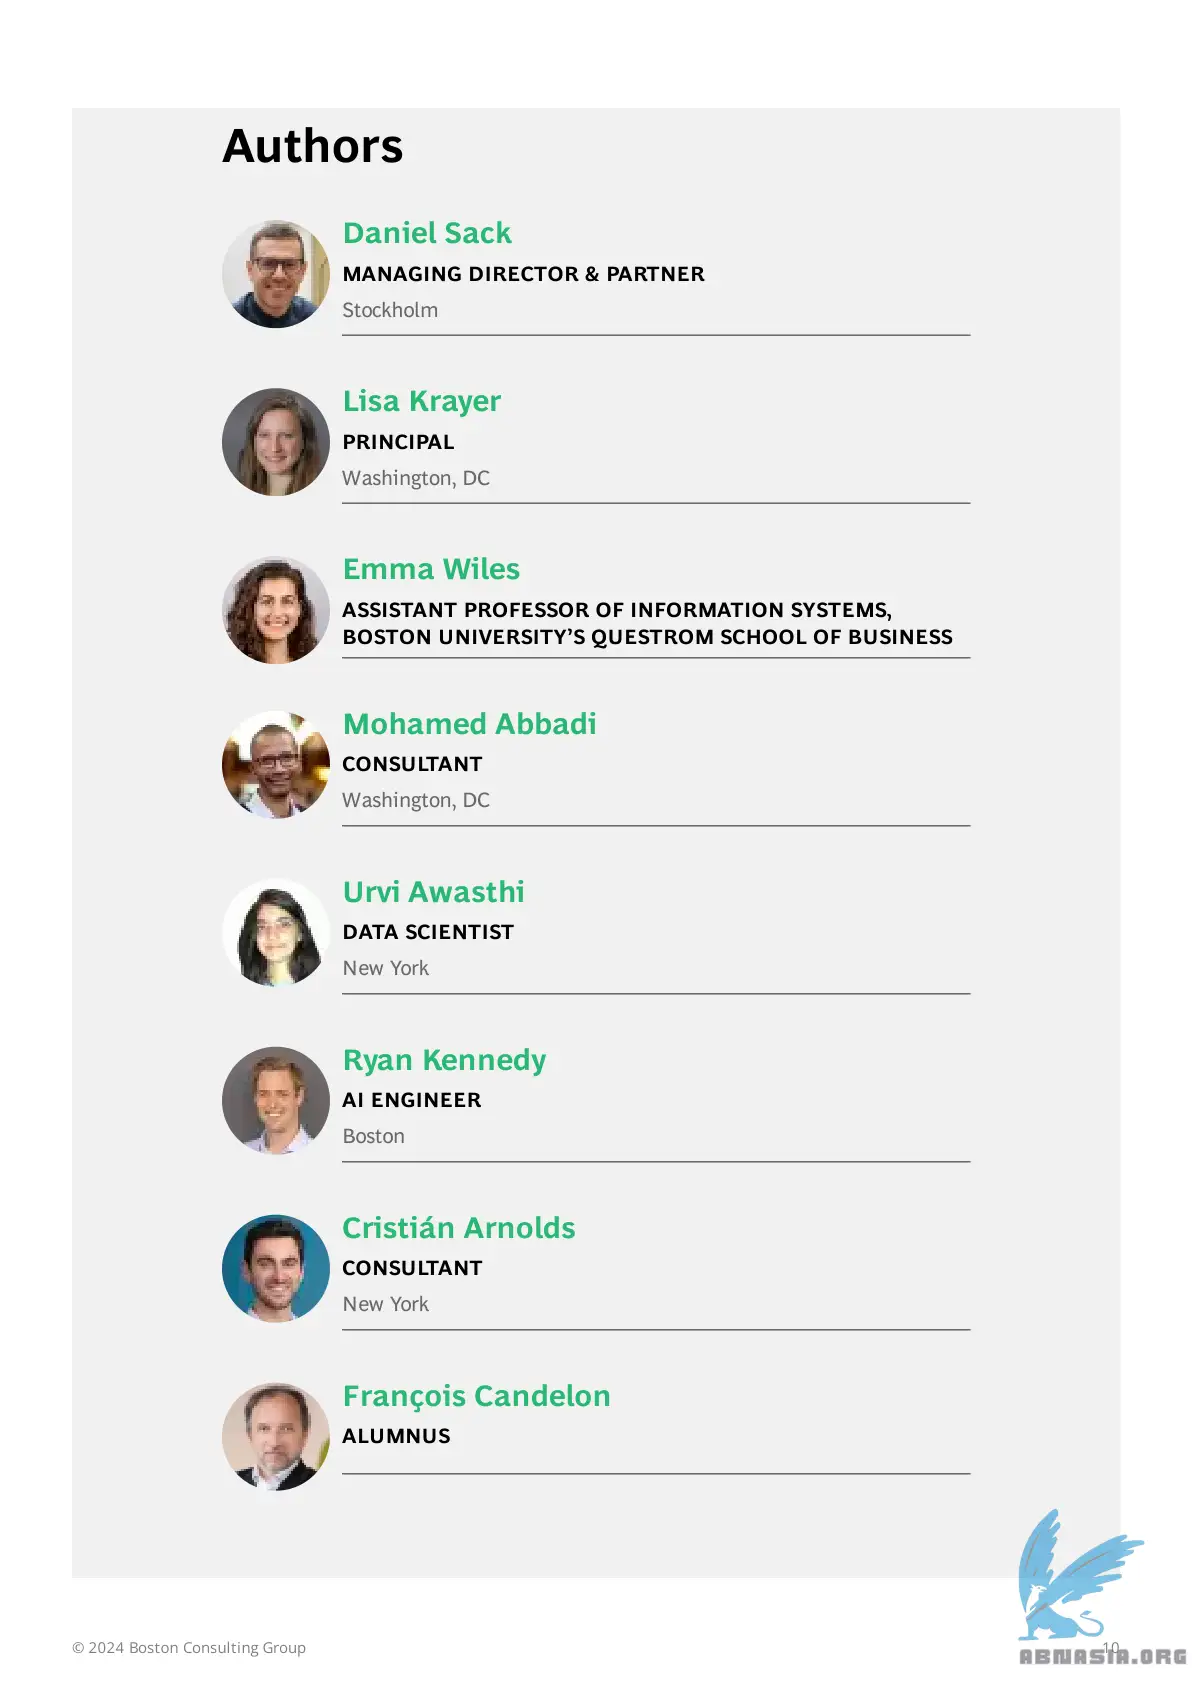 Authors
Daniel Sack
MANAGING DIRECTOR & PARTNER
Stockholm
Lisa Krayer
PRINCIPAL
Washington, DC
Emma Wiles
ASSISTANT PROFESSOR OF INFORMATION SYSTEMS,
BOSTON UNIVERSITY’S QUESTROM SCHOOL OF BUSINESS
Mohamed Abbadi
CONSULTANT
Washington, DC
Urvi Awasthi
DATA SCIENTIST
New York
Ryan Kennedy
AI ENGINEER
Boston
Cristián Arnolds
CONSULTANT
New York
François Candelon
ALUMNUS
© 2024 Boston Consulting Group
10
ABNASIA.ORG